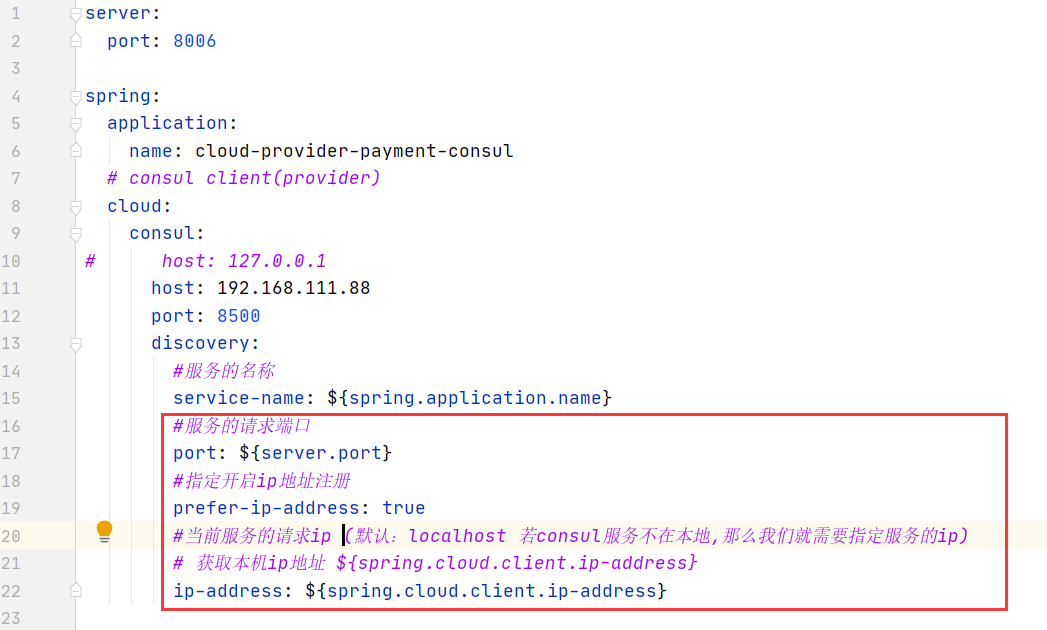 1 server:
2 port: 8006
3
4 spring:
5 application:
6 name: cloud-provider-payment-consul
7 # consul client(provider)
8 cloud:
9 consul:
10 # host: 127.0.0.1
11 host: 192.168.111.88
12 port: 8500
13 discovery:
14 #服务的名称
15 service-name: ${spring.application.name}
16 #服务的请求端口
17 port: ${server.port}
18 #指定开启ip地址注册
19 prefer-ip-address: true
20 #当前服务的请求ip (默认：localhost 若consul服务不在本地,那么我们就需要指定服务的ip)
21 # 获取本机ip地址 ${spring.cloud.client.ip-address}
22 ip-address: ${spring.cloud.client.ip-address}
23